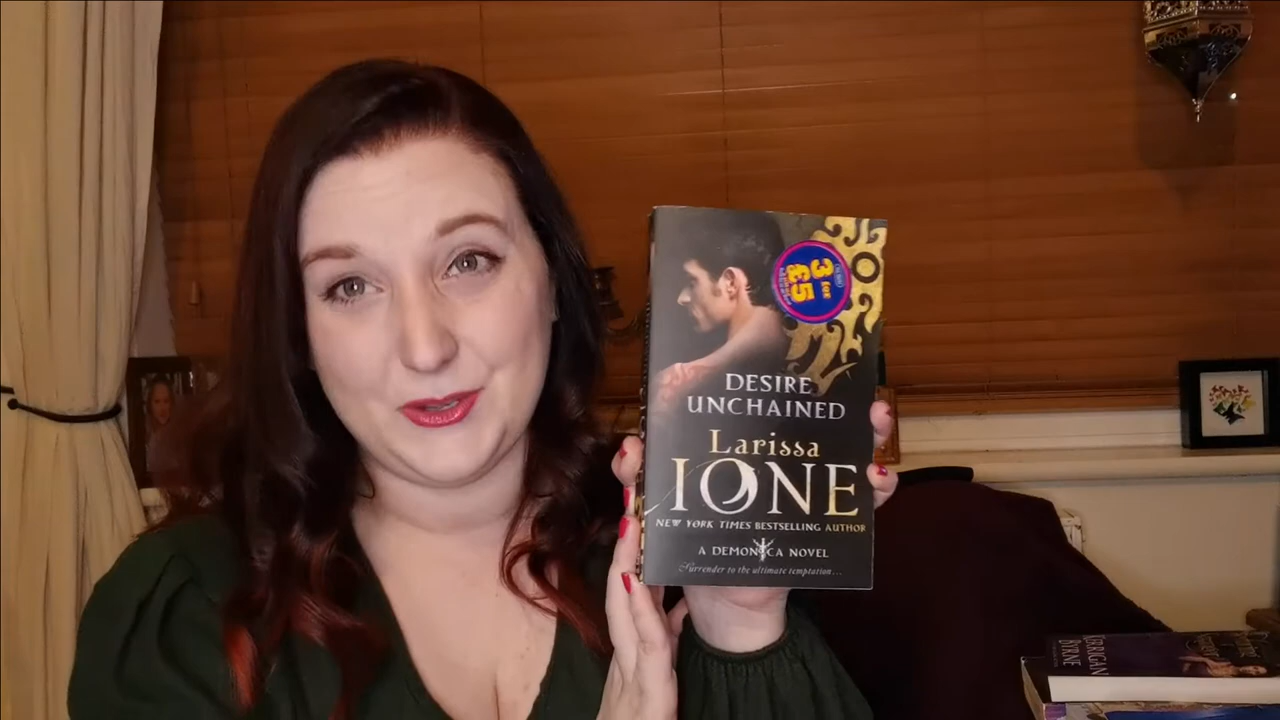 3 for
£5
DESIRE
UNCHAINED
Larissa
IONE
NEW YORK TIMES BESTSELLING AUTHOR
A DEMONICA NOVEL
Surrender to the ultimate temptation...
KERRIGAN
BYRNE